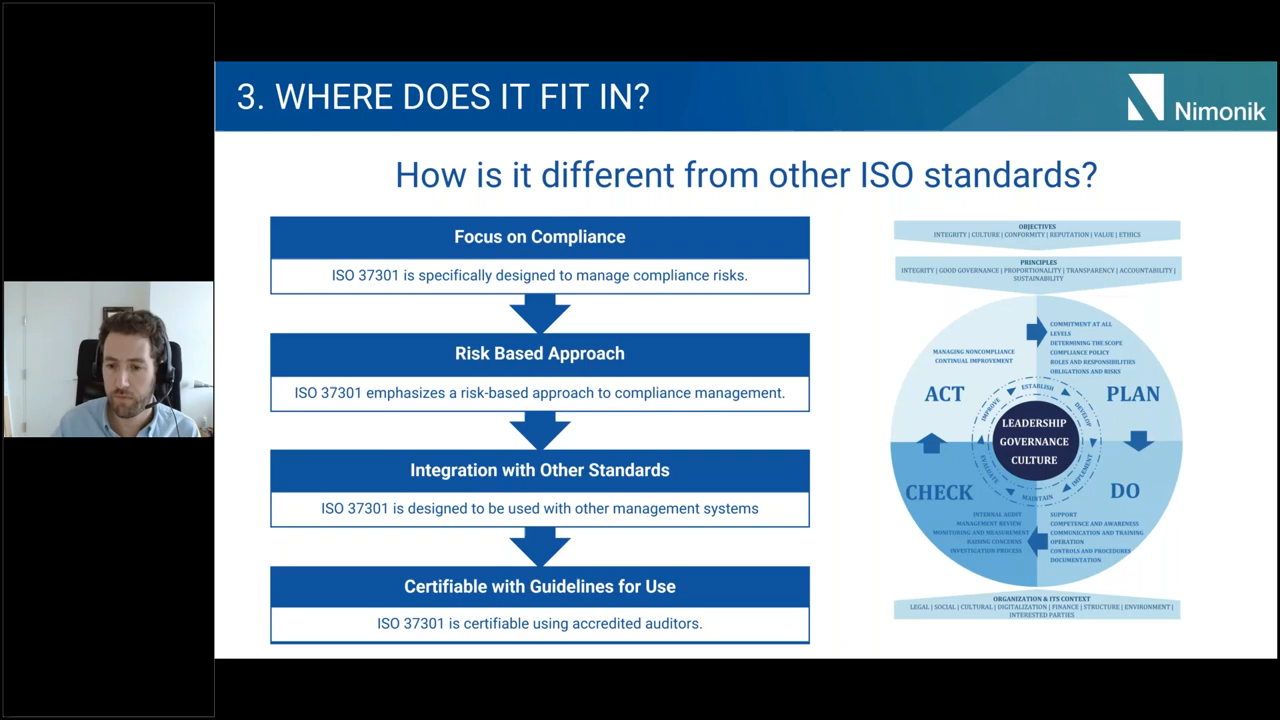 3. WHERE DOES IT FIT IN?
Nimonik
How is it different from other ISO standards?
Focus on Compliance
ISO 37301 is specifically designed to manage compliance risks.
Risk Based Approach
ISO 37301 emphasizes a risk-based approach to compliance management.
Integration with Other Standards
ISO 37301 is designed to be used with other management systems
Certifiable with Guidelines for Use
ISO 37301 is certifiable using accredited auditors.
OBJECTIVES
INTEGRITY | CULTURE | CONFORMITY | REPUTATION | VALUE | ETHICS
PRINCIPLES
INTEGRITY | GOOD GOVERNANCE | PROPORTIONALITY | TRANSPARENCY | ACCOUNTABILITY |
SUSTAINABILITY
MANAGING NONCOMPLIANCE
CONTINUAL IMPROVEMENT
ACT
COMMITMENT AT ALL
LEVELS
DETERMINING THE SCOPE
COMPLIANCE POLICY
ROLES AND RESPONSIBILITIES
OBLIGATIONS AND RISKS
PLAN
ESTABLISH
DEVELOP
IMPLEMENT
MAINTAIN
EVALUATE
IMPROVE
LEADERSHIP
GOVERNANCE
CULTURE
CHECK
INTERNAL AUDIT
MANAGEMENT REVIEW
MONITORING AND MEASUREMENT
RAISING CONCERNS
INVESTIGATION PROCESS
DO
SUPPORT
COMPETENCE AND AWARENESS
COMMUNICATION AND TRAINING
OPERATION
CONTROLS AND PROCEDURES
DOCUMENTATION
ORGANIZATION & ITS CONTEXT
LEGAL | SOCIAL | CULTURAL | DIGITALIZATION | FINANCE | STRUCTURE | ENVIRONMENT |
INTERESTED PARTIES